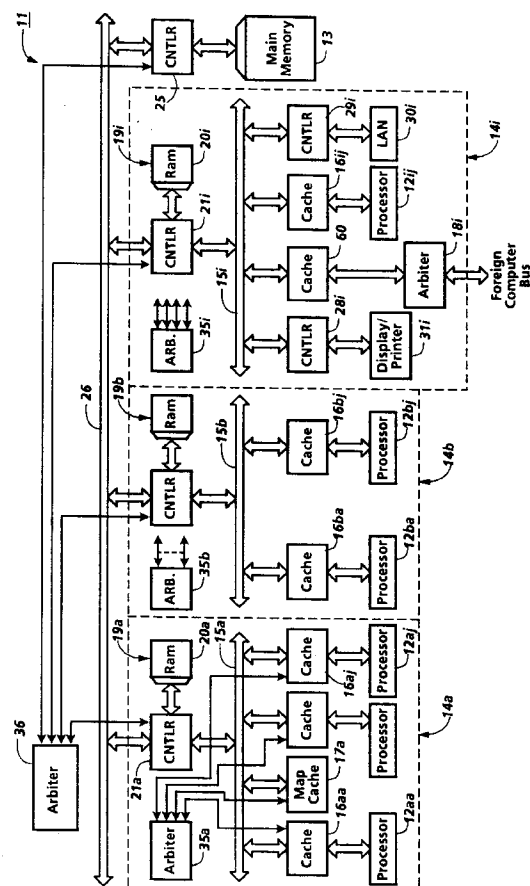 11
36
Arbiter
26
CNTLR
25
Main
Memory
13
19a
Ram
20a
CNTLR
21a
Arbiter
35a
15a
Cache
16aa
Map
Cache
17a
Cache
Cache
16aj
Processor
12aa
Processor
Processor
12aj
14a
19b
Ram
CNTLR
ARB.
35b
15b
Cache
16ba
Cache
16bj
Processor
12ba
Processor
12bj
14b
19i
Ram
20i
CNTLR
21i
ARB.
35i
15i
CNTLR
28i
Cache
60
Cache
16ij
CNTLR
29i
Display/
Printer
31i
Arbiter
18i
Processor
12ij
LAN
30i
14i
Foreign
Computer
Bus